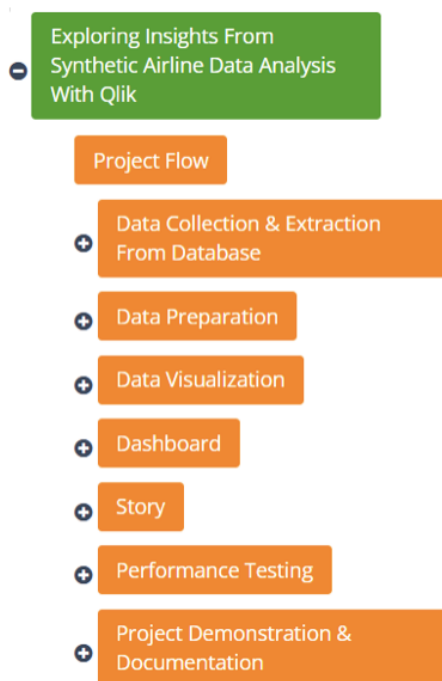 Exploring Insights From
Synthetic Airline Data Analysis
With Qlik
Project Flow
Data Collection & Extraction
From Database
Data Preparation
Data Visualization
Dashboard
Story
Performance Testing
Project Demonstration &
Documentation